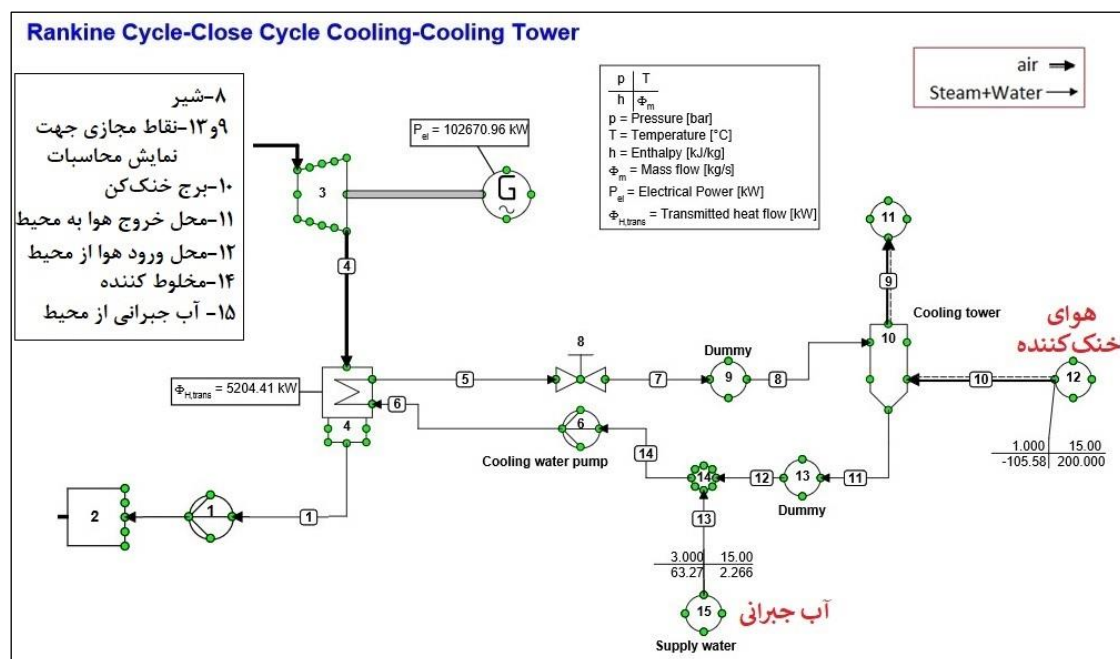 Rankine Cycle-Close Cycle Cooling-Cooling Tower
۸-شیر
۹و۱۳-نقاط مجازی جهت
نمایش محاسبات
۱۰-برج خنک‌کن
۱۱-محل خروج هوا به محیط
۱۲-محل ورود هوا از محیط
۱۴-مخلوط کننده
۱۵- آب جبرانی از محیط
P el = 102670.96 kW
G
p T
h Φm
p = Pressure [bar]
T = Temperature [°C]
h = Enthalpy [kJ/kg]
Φm = Mass flow [kg/s]
P el = Electrical Power [kW]
Φ H,trans = Transmitted heat flow [kW]
air
Steam+Water
3
4
11
9
Cooling tower
هوای
خنک‌کننده
8
Dummy
10
5
7
9
8
10
12
Φ H,trans = 5204.41 kW
6
4
6
Cooling water pump
14
1.000 15.00
-105.58 200.000
14
12
13
11
Dummy
13
2
1
1
3.000 15.00
63.27 2.266
15
آب جبرانی
Supply water